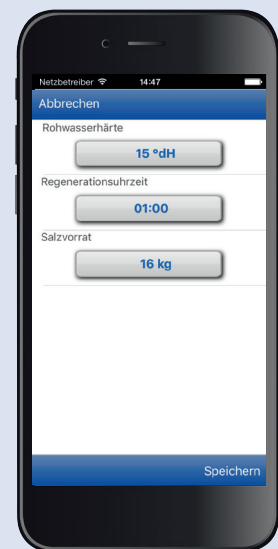 Netzbetreiber 14:47
Abbrechen
Rohwasserhärte
15 °dH
Regenerationsuhrzeit
01:00
Salzvorrat
16 kg
Speichern